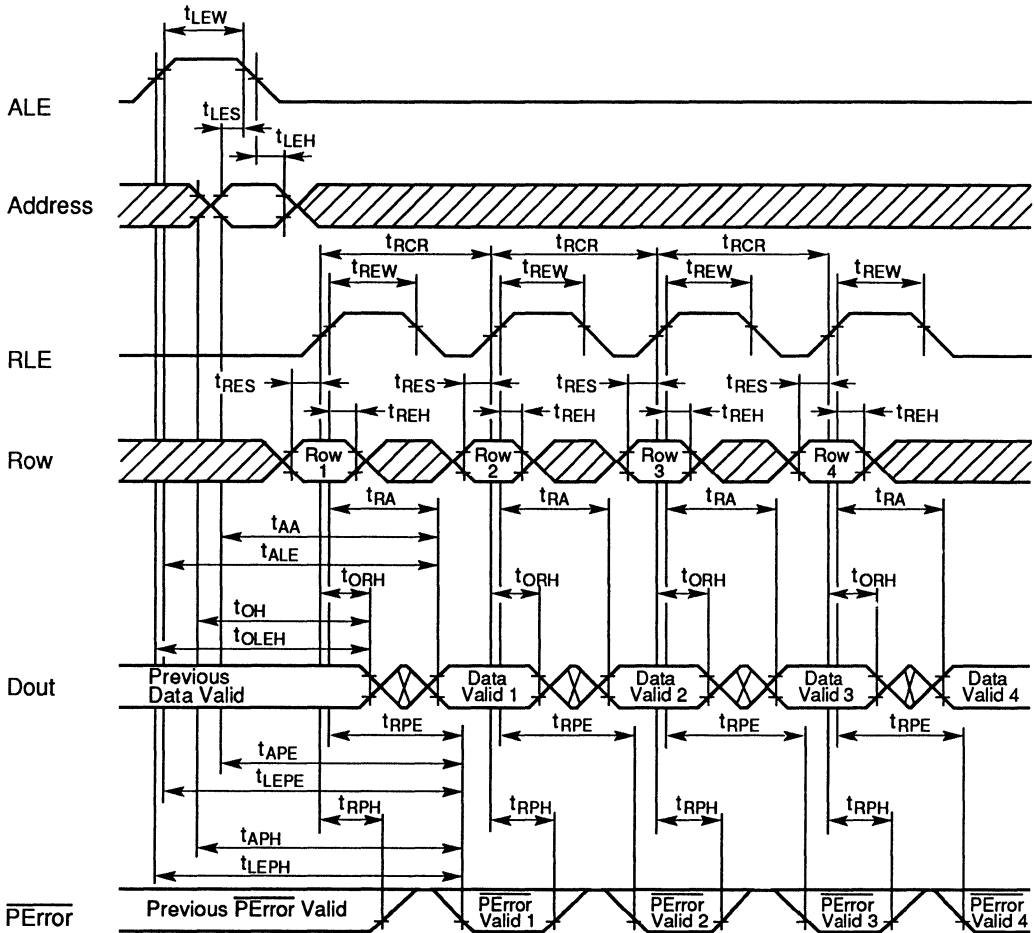 tLEW
ALE
tLES
tLEH
Address
tRCR tRCR tRCR
tREW tREW tREW tREW
RLE
tRES tRES tRES tRES
tREH tREH tREH tREH
Row
Row 1
Row 2
Row 3
Row 4
tRA tRA tRA tRA
tAA
tALE
tORH tORH tORH tORH
tOH
tOLEH
Dout
Previous
Data Valid
Data
Valid 1
Data
Valid 2
Data
Valid 3
Data
Valid 4
tRPE tRPE tRPE tRPE
tAPE
tLEPE
tRPH tRPH tRPH tRPH
tAPH
tLEPH
PError
Previous PError Valid
PError
Valid 1
PError
Valid 2
PError
Valid 3
PError
Valid 4